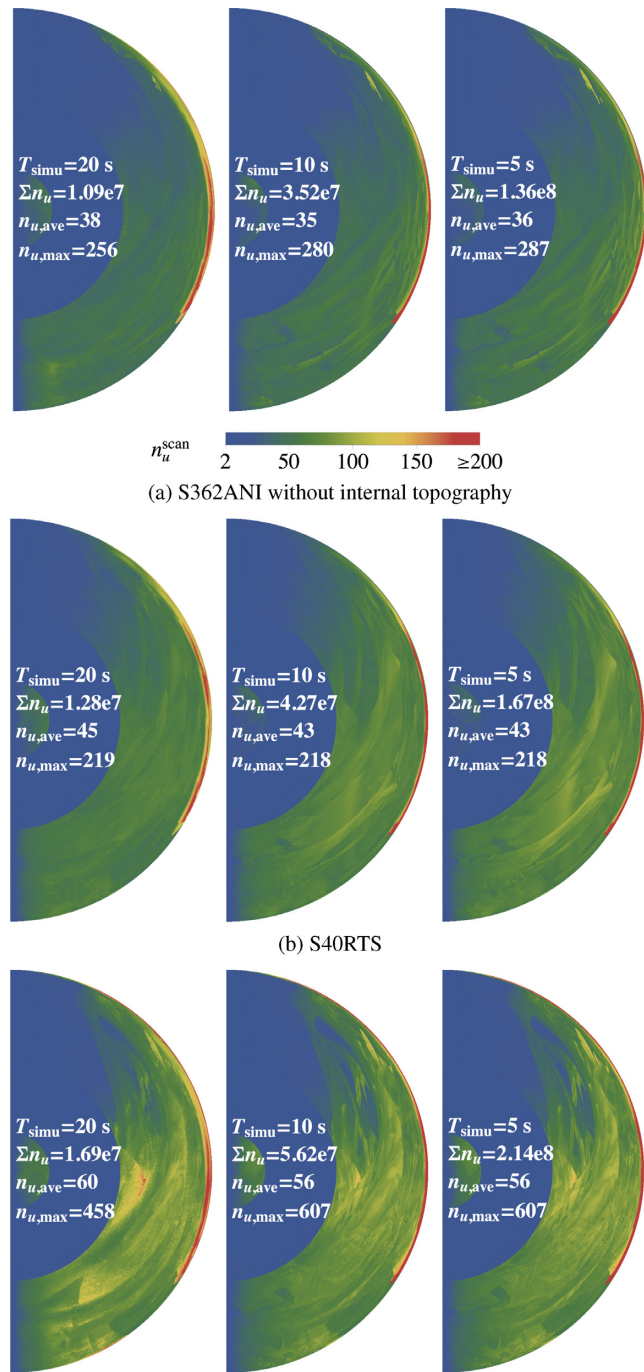 T_simu=20 s
Σn_u=1.09e7
n_u,ave=38
n_u,max=256
T_simu=10 s
Σn_u=3.52e7
n_u,ave=35
n_u,max=280
T_simu=5 s
Σn_u=1.36e8
n_u,ave=36
n_u,max=287
n_u^scan
2 50 100 150 ≥200
(a) S362ANI without internal topography
T_simu=20 s
Σn_u=1.28e7
n_u,ave=45
n_u,max=219
T_simu=10 s
Σn_u=4.27e7
n_u,ave=43
n_u,max=218
T_simu=5 s
Σn_u=1.67e8
n_u,ave=43
n_u,max=218
(b) S40RTS
T_simu=20 s
Σn_u=1.69e7
n_u,ave=60
n_u,max=458
T_simu=10 s
Σn_u=5.62e7
n_u,ave=56
n_u,max=607
T_simu=5 s
Σn_u=2.14e8
n_u,ave=56
n_u,max=607